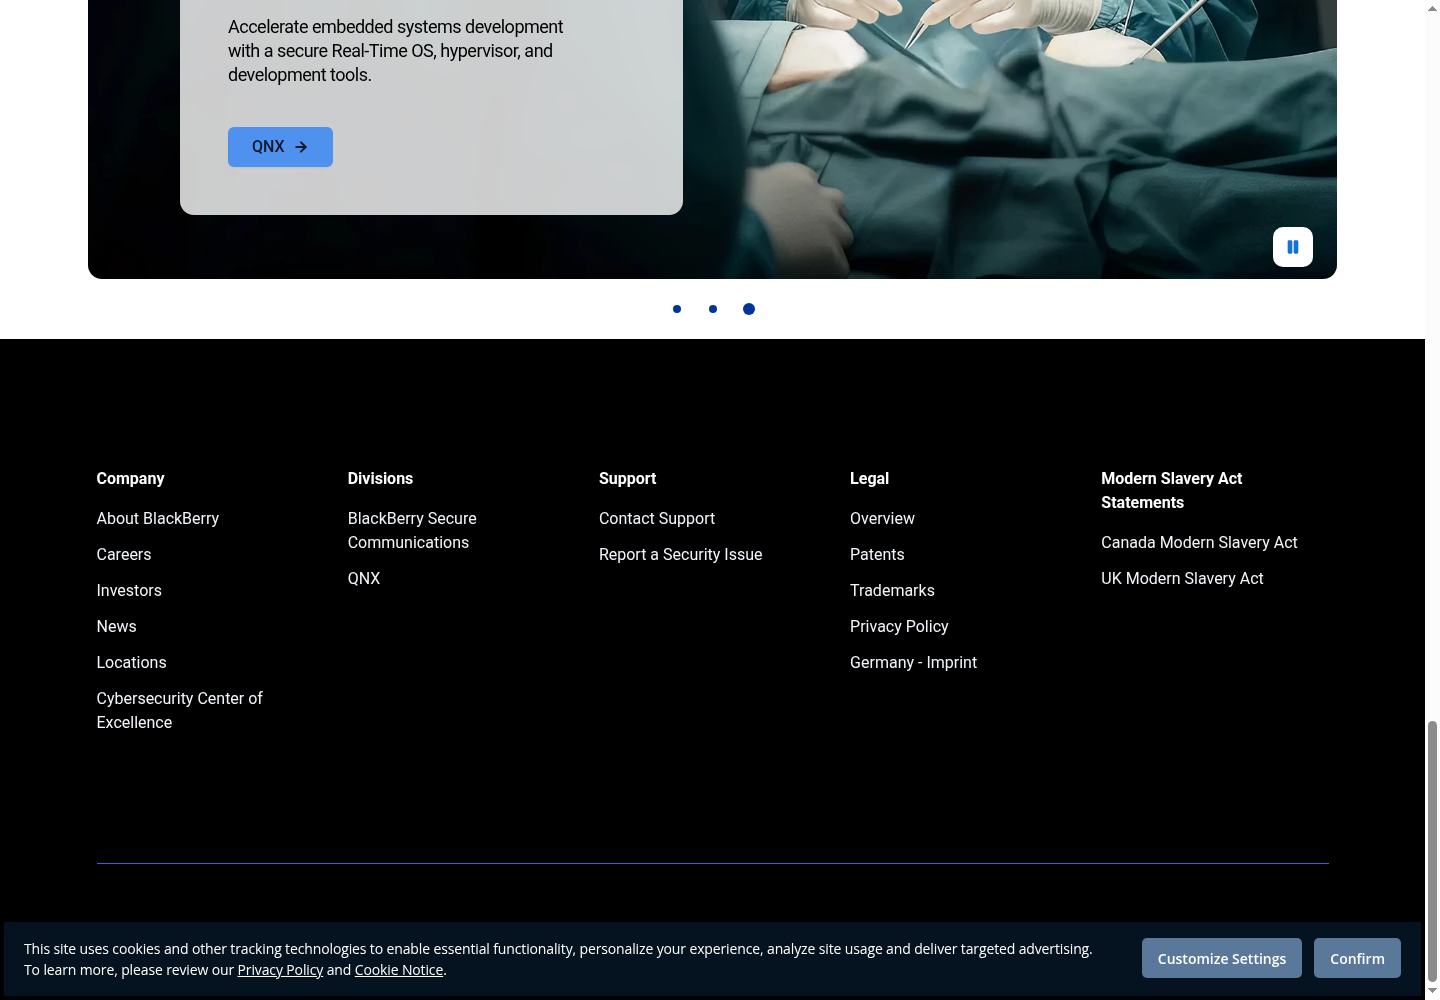 Accelerate embedded systems development
with a secure Real-Time OS, hypervisor, and
development tools.
QNX
Company
About BlackBerry
Careers
Investors
News
Locations
Cybersecurity Center of
Excellence
Divisions
BlackBerry Secure
Communications
QNX
Support
Contact Support
Report a Security Issue
Legal
Overview
Patents
Trademarks
Privacy Policy
Germany - Imprint
Modern Slavery Act
Statements
Canada Modern Slavery Act
UK Modern Slavery Act
This site uses cookies and other tracking technologies to enable essential functionality, personalize your experience, analyze site usage and deliver targeted advertising.
To learn more, please review our Privacy Policy and Cookie Notice.
Customize Settings
Confirm